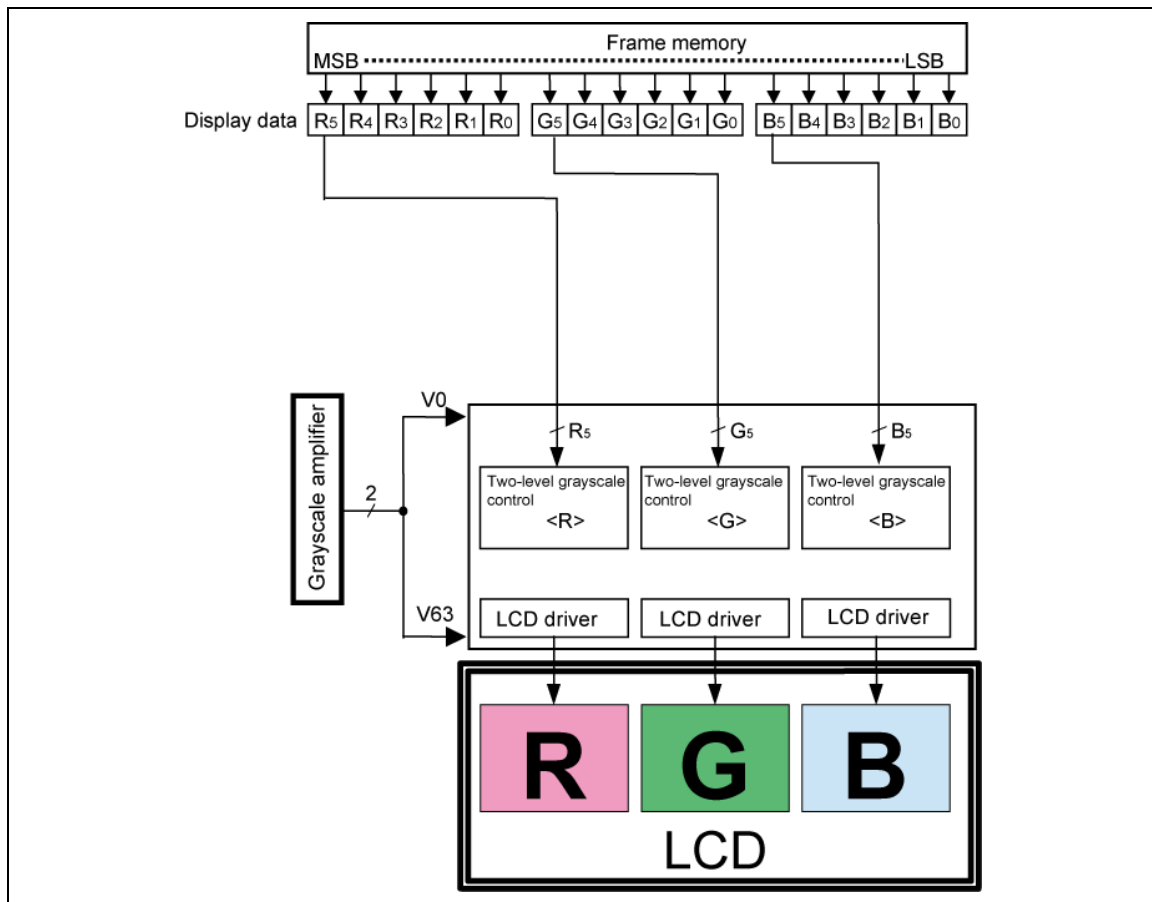 Frame memory
MSB LSB
Display data R5 R4 R3 R2 R1 R0 G5 G4 G3 G2 G1 G0 B5 B4 B3 B2 B1 B0
V0
R5 G5 B5
Grayscale amplifier
2
Two-level grayscale control <R>
Two-level grayscale control <G>
Two-level grayscale control <B>
V63
LCD driver LCD driver LCD driver
R G B
LCD